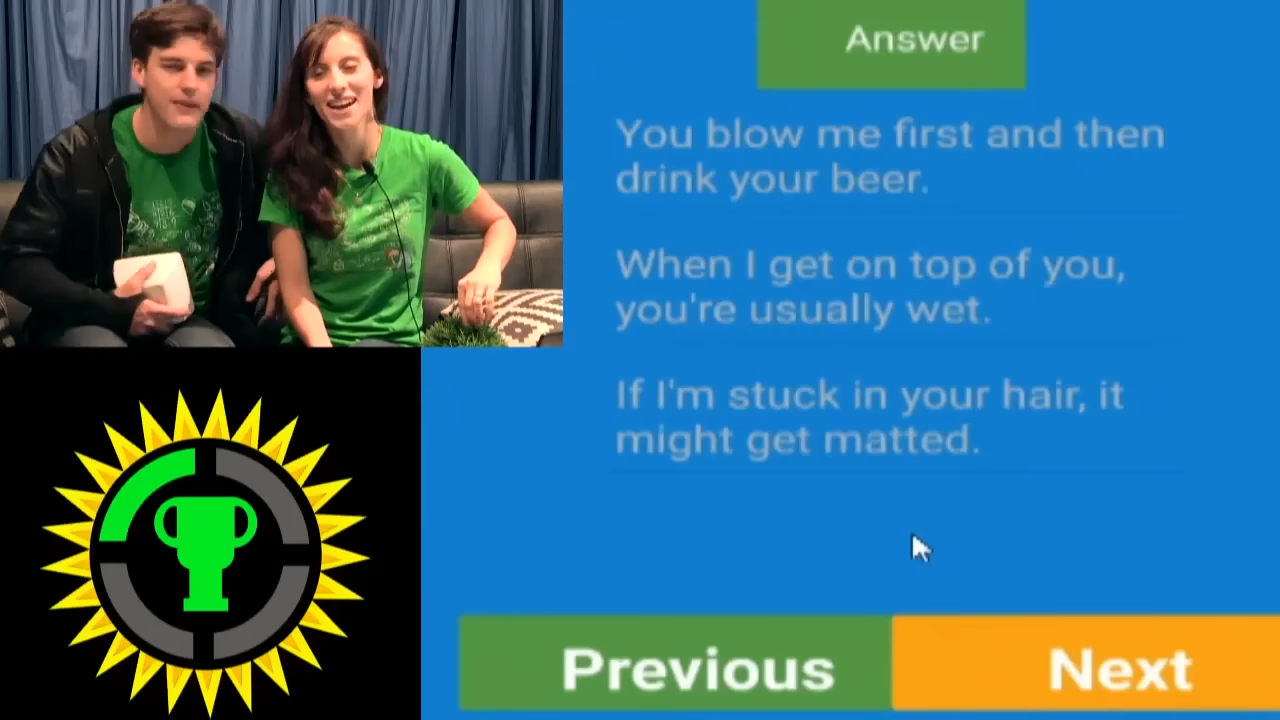 Answer
You blow me first and then
drink your beer.
When I get on top of you,
you're usually wet.
If I'm stuck in your hair, it
might get matted.
Previous
Next